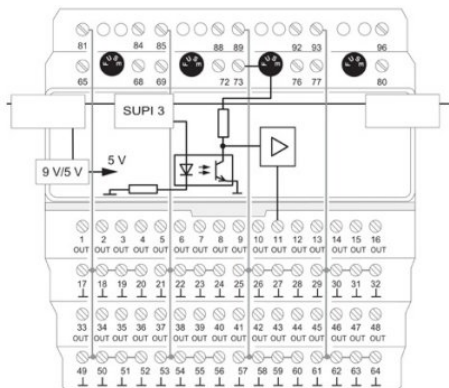 81 84 85 88 89 92 93 96
65 68 69 72 73 76 77 80
SUPI 3
9 V/5 V 5 V
1 2 3 4 5 6 7 8 9 10 11 12 13 14 15 16
OUT OUT OUT OUT OUT OUT OUT OUT OUT OUT OUT OUT OUT OUT OUT OUT
17 18 19 20 21 22 23 24 25 26 27 28 29 30 31 32
33 34 35 36 37 38 39 40 41 42 43 44 45 46 47 48
OUT OUT OUT OUT OUT OUT OUT OUT OUT OUT OUT OUT OUT OUT OUT OUT
49 50 51 52 53 54 55 56 57 58 59 60 61 62 63 64